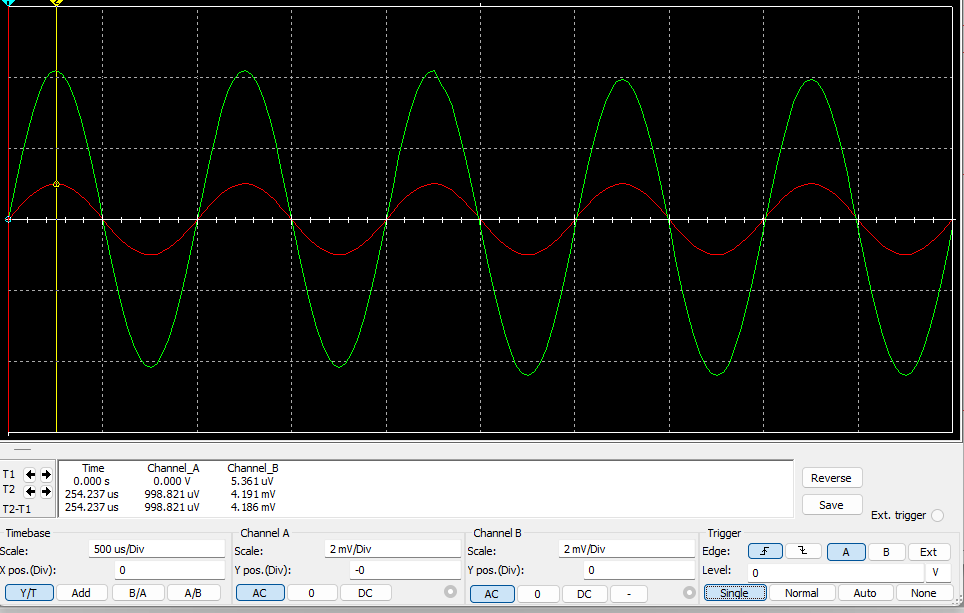 1 2
Time Channel_A Channel_B
T1 0.000 s 0.000 V 5.361 uV
T2 254.237 us 998.821 uV 4.191 mV
T2-T1 254.237 us 998.821 uV 4.186 mV
Reverse
Save
Ext. trigger
Timebase Channel A Channel B Trigger
Scale: 500 us/Div Scale: 2 mV/Div Scale: 2 mV/Div Edge: A B Ext
X pos.(Div): 0 Y pos.(Div): -0 Y pos.(Div): 0 Level: 0 V
Y/T Add B/A A/B AC 0 DC AC 0 DC - Single Normal Auto None